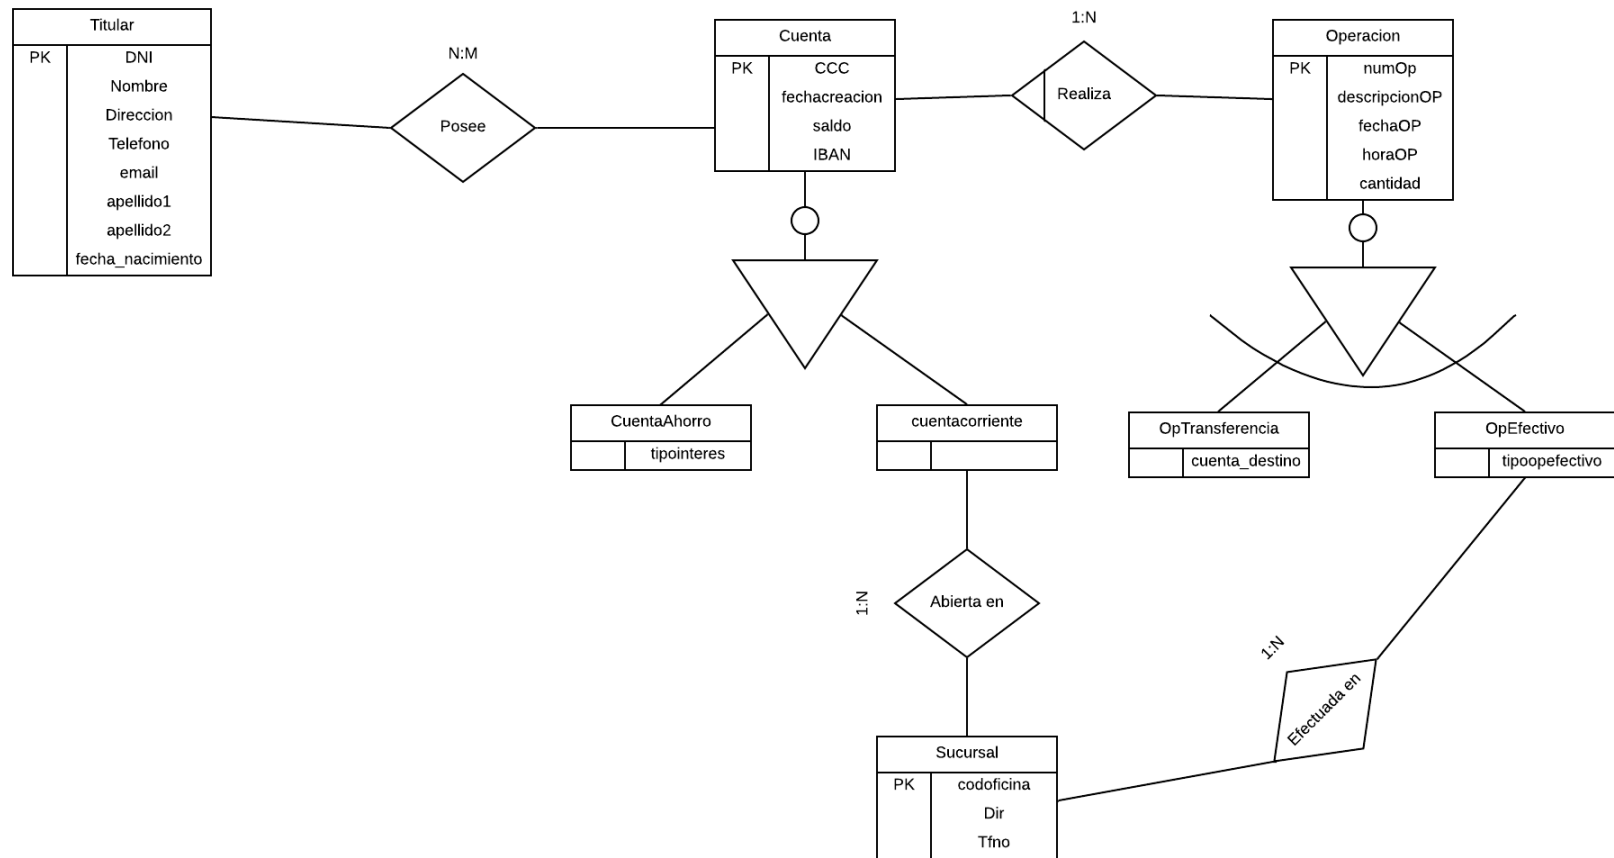 Titular
PK
DNI
Nombre
Direccion
Telefono
email
apellido1
apellido2
fecha_nacimiento
N:M
Posee
Cuenta
PK
CCC
fechacreacion
saldo
IBAN
1:N
Realiza
Operacion
PK
numOp
descripcionOP
fechaOP
horaOP
cantidad
CuentaAhorro
tipointeres
cuentacorriente
OpTransferencia
cuenta_destino
OpEfectivo
tipoopefectivo
1:N
Abierta en
1:N
Efectuada en
Sucursal
PK
codoficina
Dir
Tfno